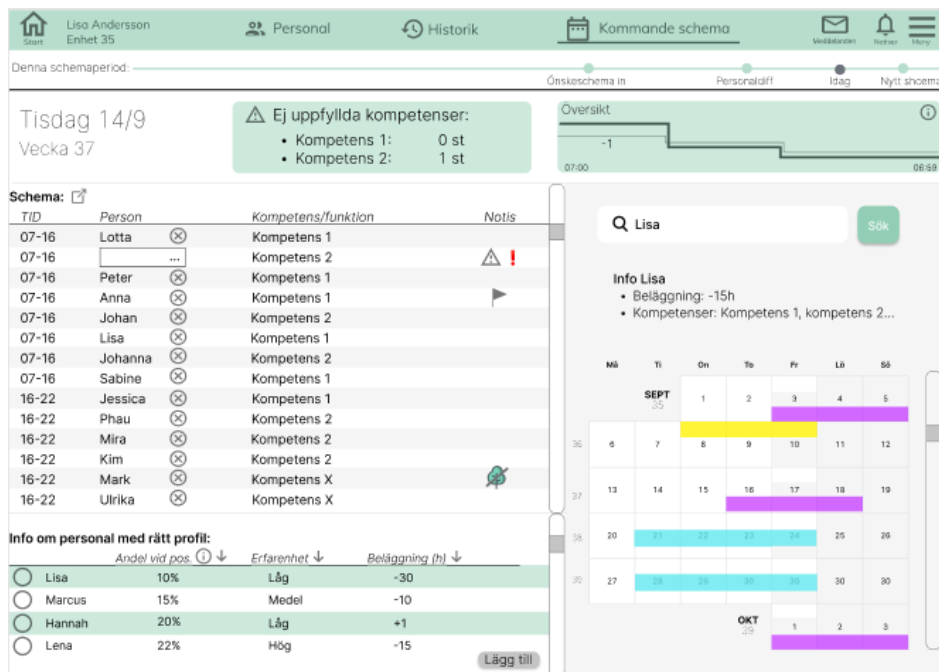 Lisa Andersson
Enhet 35
Start
Personal
Historik
Kommande schema
Meddelanden
Notiser
Meny
Denna schemaperiod:
Önskeschema in
Personaldiff
Idag
Nytt
Tisdag 14/9
Vecka 37
Ej uppfyllda kompetenser:
• Kompetens 1: 0 st
• Kompetens 2: 1 st
Översikt
-1
07:00 06:59
Schema:
TID Person Kompetens/funktion Notis
07-16 Lotta Kompetens 1
07-16 ... Kompetens 2
07-16 Peter Kompetens 1
07-16 Anna Kompetens 1
07-16 Johan Kompetens 2
07-16 Lisa Kompetens 1
07-16 Johanna Kompetens 2
07-16 Sabine Kompetens 1
16-22 Jessica Kompetens 1
16-22 Phau Kompetens 2
16-22 Mira Kompetens 2
16-22 Kim Kompetens 2
16-22 Mark Kompetens X
16-22 Ulrika Kompetens X
Info om personal med rätt profil:
Andel vid pos. Erfarenhet Beläggning (h)
Lisa 10% Låg -30
Marcus 15% Medel -10
Hannah 20% Låg +1
Lena 22% Hög -15
Lägg till
Lisa
Sök
Info Lisa
• Beläggning: -15h
• Kompetenser: Kompetens 1, kompetens 2...
Må Ti On To Fr Lö Sö
SEPT
35 1 2 3 4 5
36 6 7 8 9 10 11 12
37 13 14 15 16 17 18 19
38 20 21 22 23 24 25 26
39 27 28 29 30 30 30 30
OKT
39 1 2 3